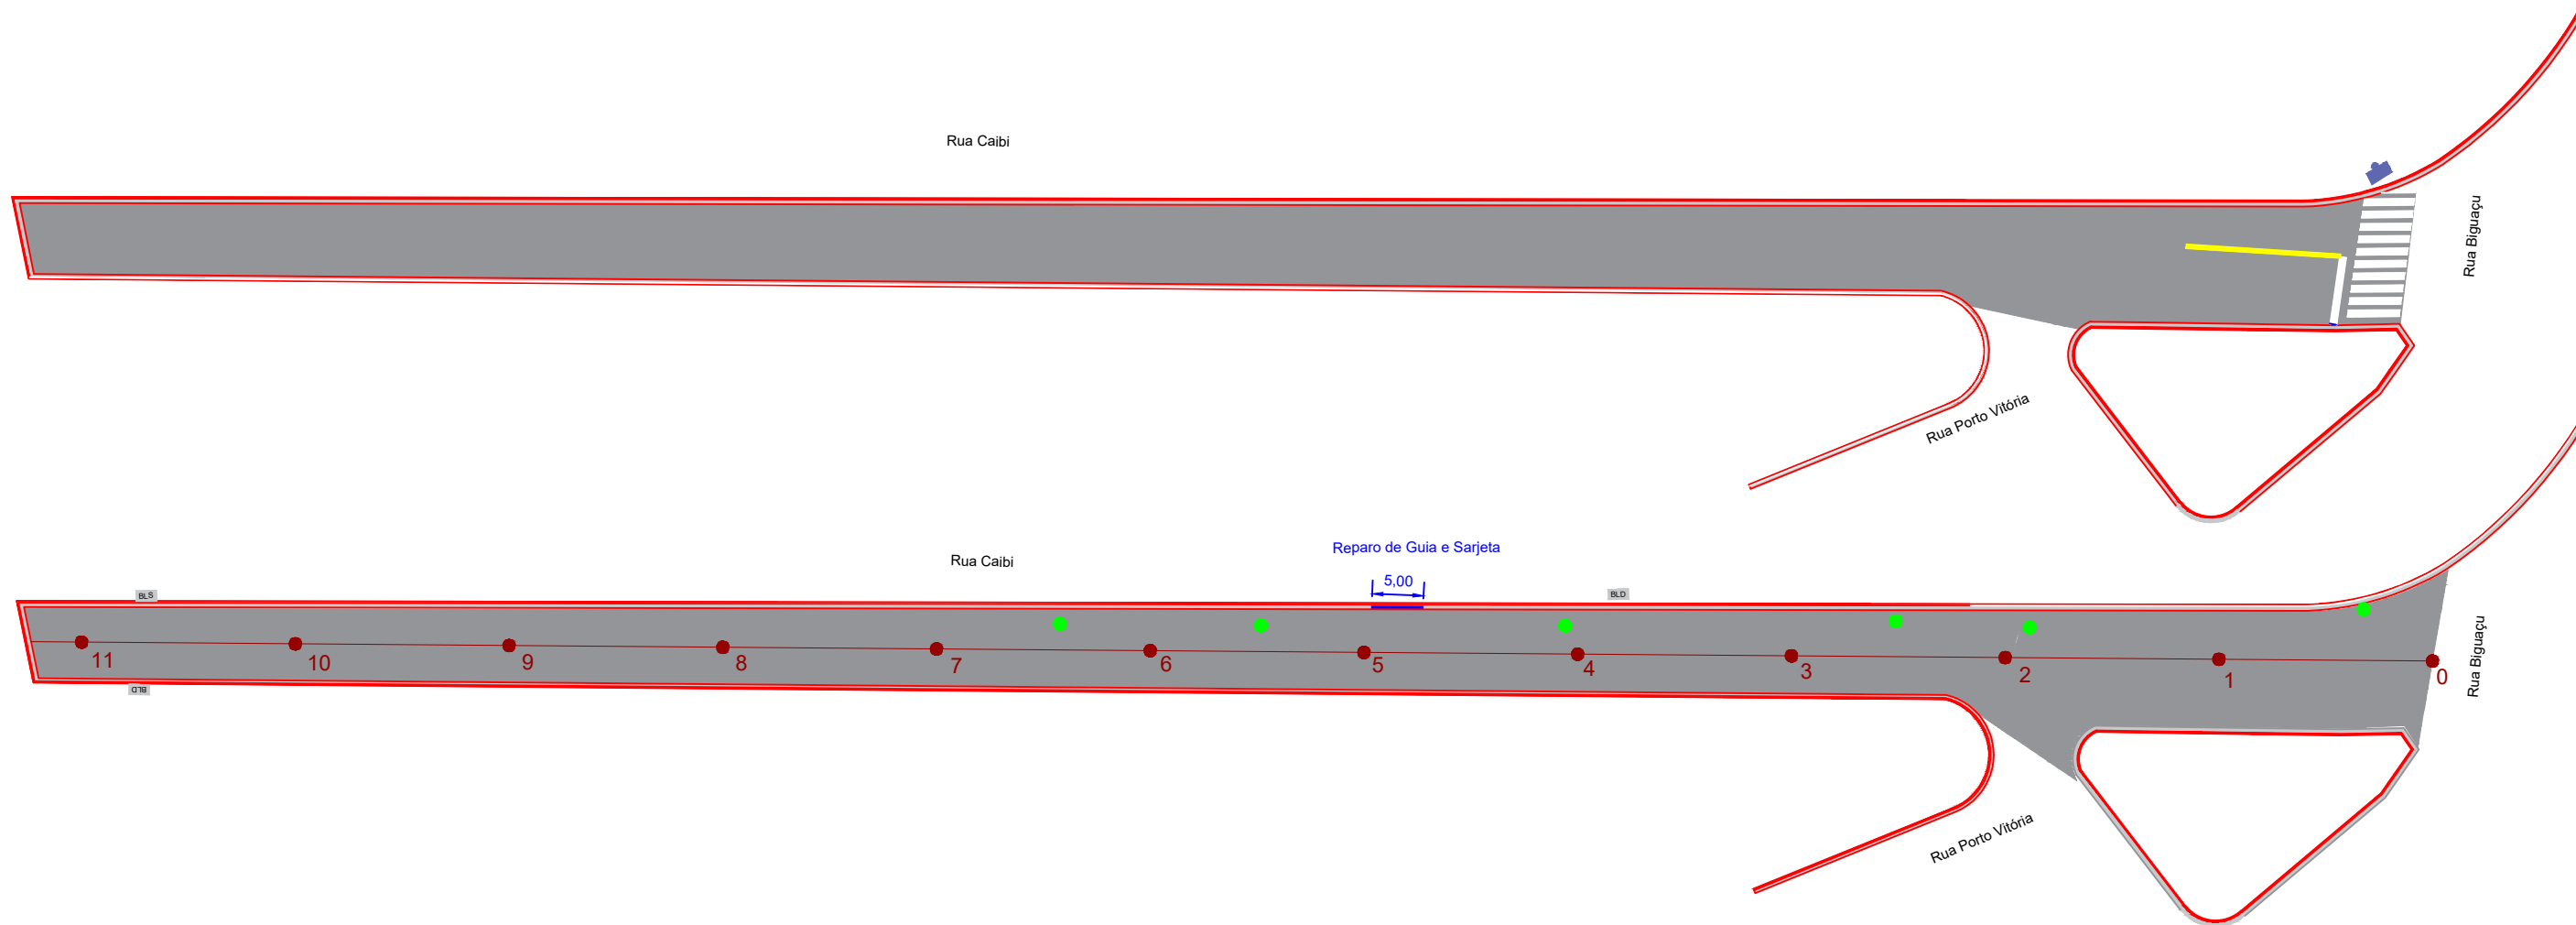 Rua Caibi
Rua Biguaçu
Rua Porto Vitória
Reparo de Guia e Sarjeta
Rua Caibi
5,00
BLS
BLD
11
10
9
8
7
6
5
4
3
2
1
0
BLD
Rua Biguaçu
Rua Porto Vitória